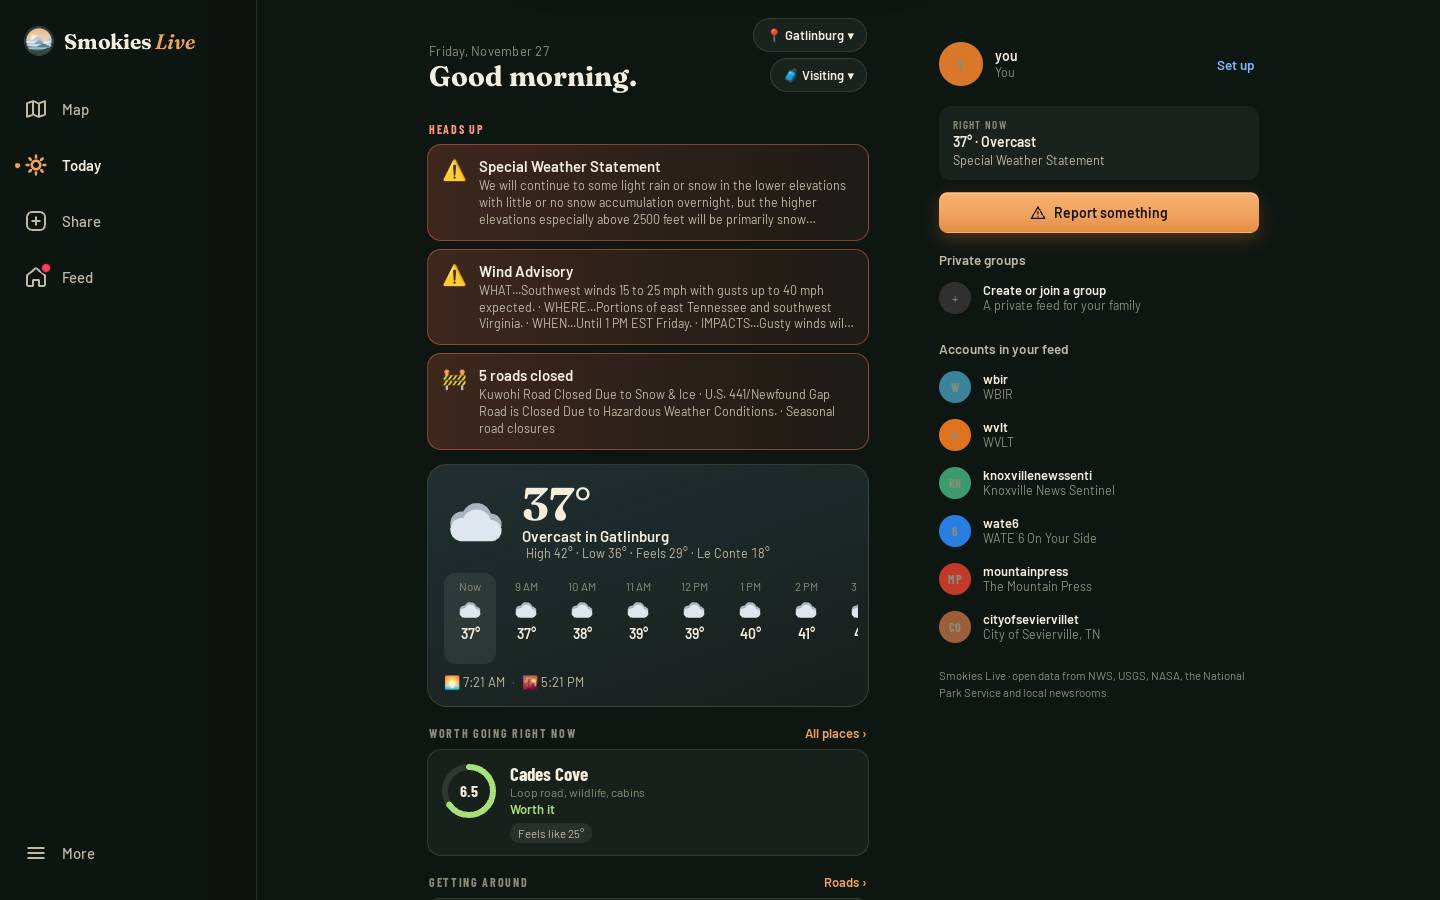 Smokies Live
Map
Today
Share
Feed
More
Friday, November 27
Good morning.
📍 Gatlinburg ▾
🧳 Visiting ▾
HEADS UP
Special Weather Statement
We will continue to some light rain or snow in the lower elevations
with little or no snow accumulation overnight, but the higher
elevations especially above 2500 feet will be primarily snow…
Wind Advisory
WHAT...Southwest winds 15 to 25 mph with gusts up to 40 mph
expected. · WHERE...Portions of east Tennessee and southwest
Virginia. · WHEN...Until 1 PM EST Friday. · IMPACTS...Gusty winds wil…
5 roads closed
Kuwohi Road Closed Due to Snow & Ice · U.S. 441/Newfound Gap
Road is Closed Due to Hazardous Weather Conditions. · Seasonal
road closures
37°
Overcast in Gatlinburg
High 42° · Low 36° · Feels 29° · Le Conte 18°
Now 9 AM 10 AM 11 AM 12 PM 1 PM 2 PM 3
37° 37° 38° 39° 39° 40° 41° 4
🌅 7:21 AM · 🌇 5:21 PM
WORTH GOING RIGHT NOW
All places ›
6.5
Cades Cove
Loop road, wildlife, cabins
Worth it
Feels like 25°
GETTING AROUND
Roads ›
you
You
Set up
RIGHT NOW
37° · Overcast
Special Weather Statement
Report something
Private groups
+
Create or join a group
A private feed for your family
Accounts in your feed
W
wbir
WBIR
wvlt
WVLT
KN
knoxvillenewssenti
Knoxville News Sentinel
6
wate6
WATE 6 On Your Side
MP
mountainpress
The Mountain Press
CO
cityofseviervillet
City of Sevierville, TN
Smokies Live · open data from NWS, USGS, NASA, the National
Park Service and local newsrooms.